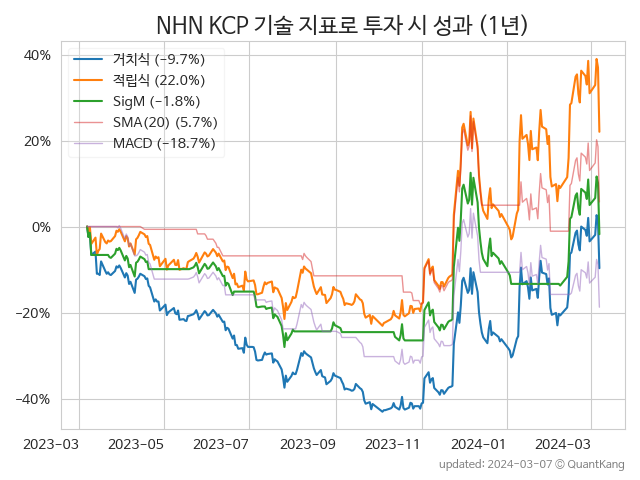 NHN KCP 기술 지표로 투자 시 성과 (1년)
거치식 (−9.7%)
적립식 (22.0%)
SigM (−1.8%)
SMA(20) (5.7%)
MACD (−18.7%)
40%
20%
0%
−20%
−40%
2023−03
2023−05
2023−07
2023−09
2023−11
2024−01
2024−03
updated: 2024−03−07 © QuantKang